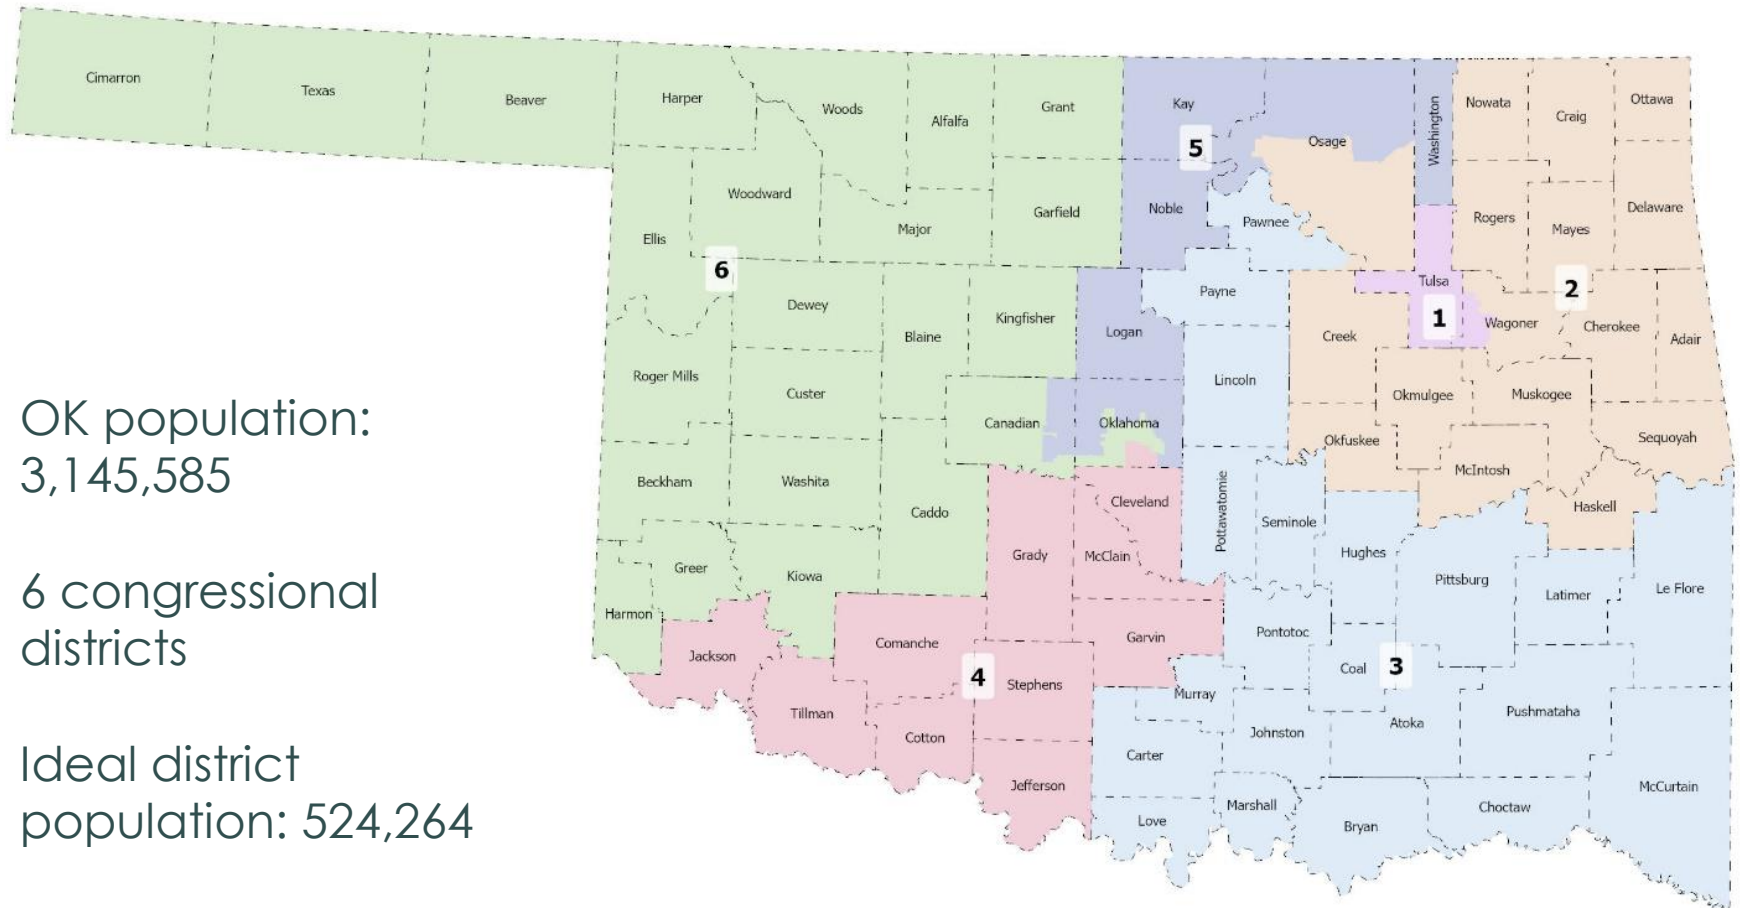 Cimarron
Texas
Beaver
Harper
Woods
Alfalfa
Grant
Kay
Osage
Washington
Nowata
Craig
Ottawa
5
Woodward
Major
Garfield
Noble
Pawnee
Rogers
Mayes
Delaware
Ellis
6
Dewey
Blaine
Kingfisher
Logan
Payne
Creek
Tulsa
1
Wagoner
2
Cherokee
Adair
Roger Mills
Custer
Canadian
Oklahoma
Lincoln
Okmulgee
Muskogee
Okfuskee
McIntosh
Sequoyah
OK population:
3,145,585
Beckham
Washita
Caddo
Cleveland
Pottawatomie
Seminole
Haskell
Greer
Kiowa
Grady
McClain
Hughes
Pittsburg
Latimer
Le Flore
6 congressional
districts
Harmon
Jackson
Comanche
Garvin
Pontotoc
Coal
3
Tillman
4
Stephens
Murray
Cotton
Johnston
Atoka
Pushmataha
Ideal district
population: 524,264
Carter
Jefferson
Love
Marshall
Bryan
Choctaw
McCurtain